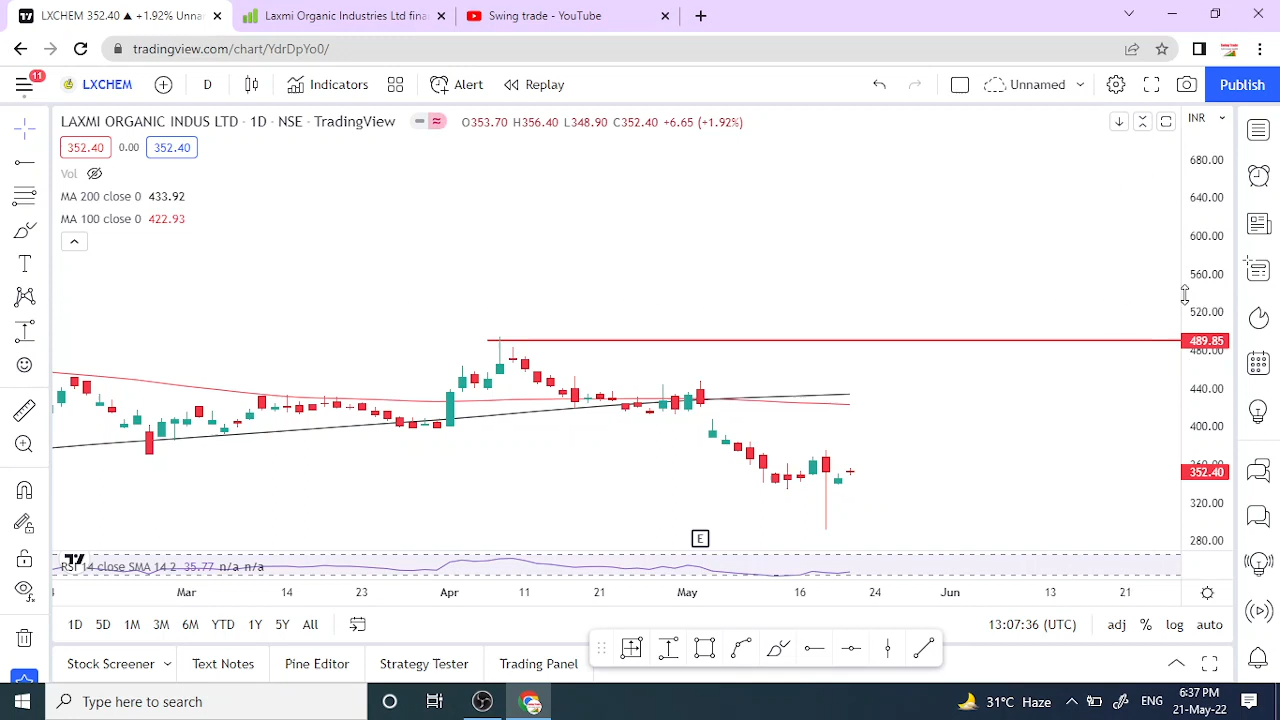 LXCHEM 352.40 ▲ +1.92% Unnan
Laxmi Organic Industries Ltd fina
Swing trade - YouTube
tradingview.com/chart/YdrDpYo0/
11
LXCHEM
D
Indicators
Alert
Replay
Unnamed
Publish
LAXMI ORGANIC INDUS LTD · 1D · NSE · TradingView
O353.70 H356.40 L348.90 C352.40 +6.65 (+1.92%)
INR
352.40 0.00 352.40
Vol
MA 200 close 0 433.92
MA 100 close 0 422.93
680.00
640.00
600.00
560.00
520.00
489.85
480.00
440.00
400.00
352.40
320.00
280.00
E
RSI 14 close SMA 14 2 35.77 n/a n/a
Mar 14 23 Apr 11 21 May 16 24 Jun 13 21
1D 5D 1M 3M 6M YTD 1Y 5Y All
13:07:36 (UTC)
adj % log auto
Stock Screener
Text Notes
Pine Editor
Strategy Tester
Trading Panel
Type here to search
31°C Haze
ENG
6:37 PM
21-May-22